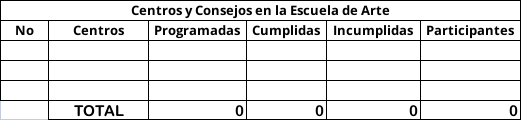 Centros y Consejos en la Escuela de Arte
No Centros Programadas Cumplidas Incumplidas Participantes
TOTAL 0 0 0 0